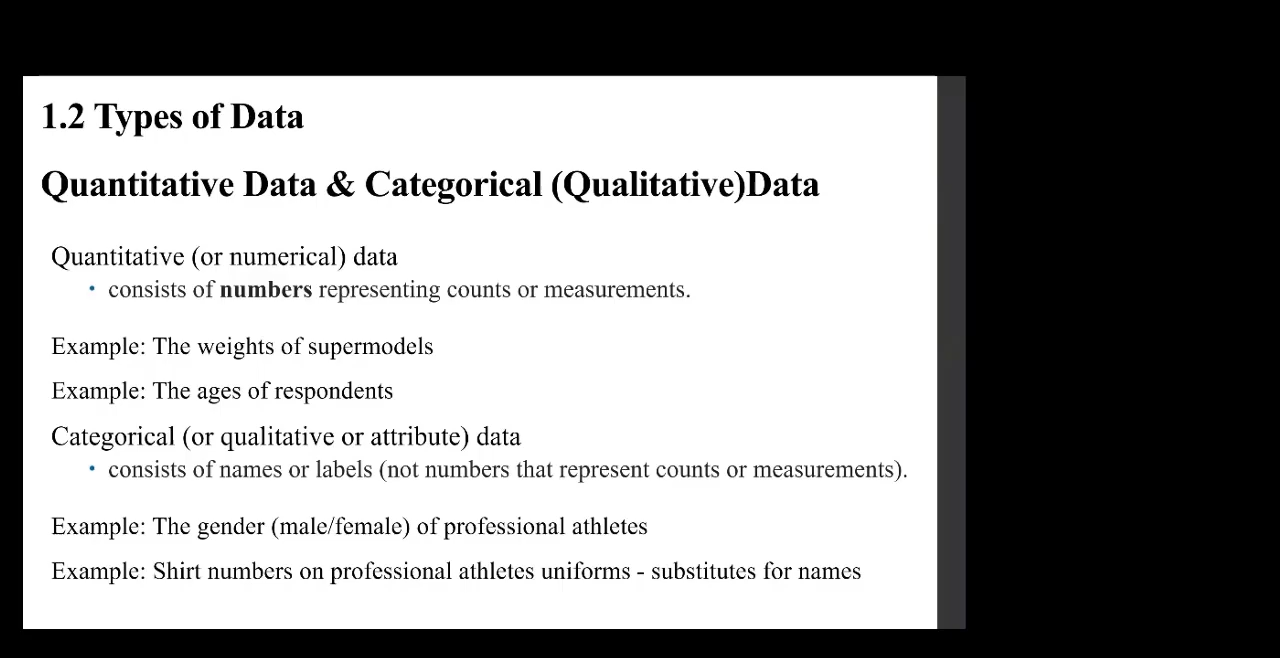 1.2 Types of Data
Quantitative Data & Categorical (Qualitative)Data
Quantitative (or numerical) data
• consists of numbers representing counts or measurements.
Example: The weights of supermodels
Example: The ages of respondents
Categorical (or qualitative or attribute) data
• consists of names or labels (not numbers that represent counts or measurements).
Example: The gender (male/female) of professional athletes
Example: Shirt numbers on professional athletes uniforms - substitutes for names